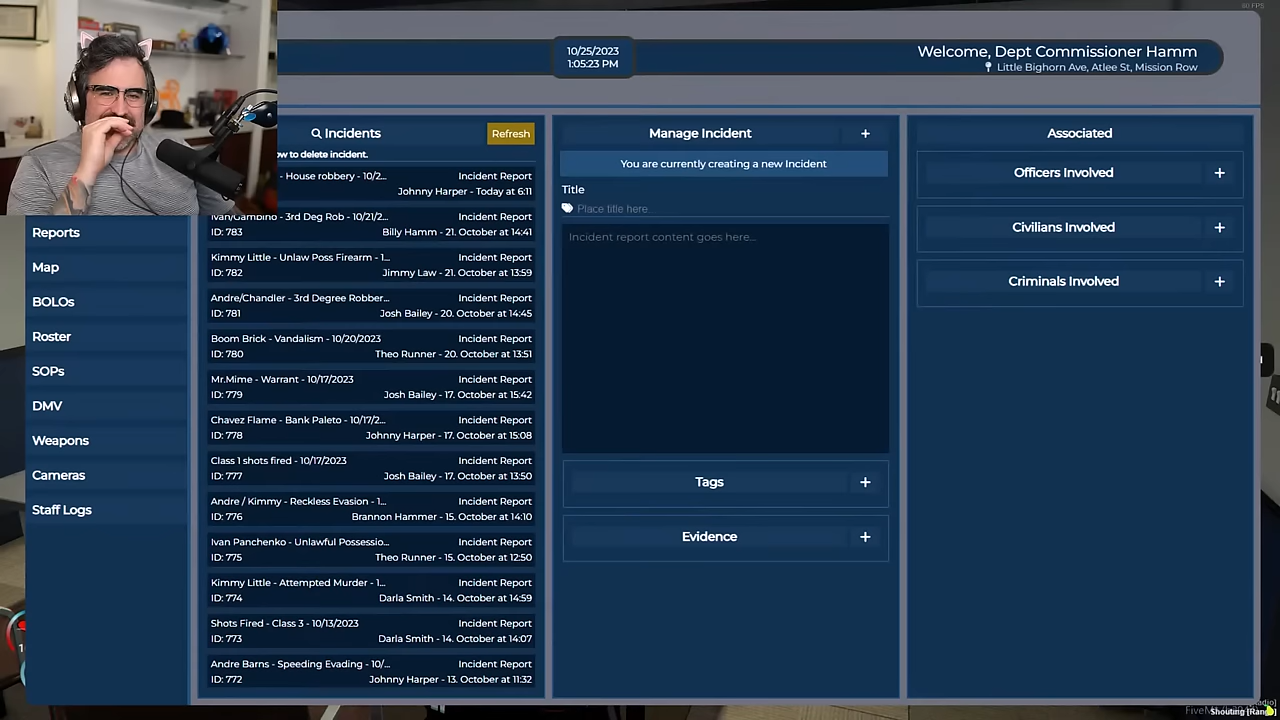 60 FPS
10/25/2023
1:05:23 PM
Welcome, Dept Commissioner Hamm
Little Bighorn Ave, Atlee St, Mission Row
Reports
Map
BOLOs
Roster
SOPs
DMV
Weapons
Cameras
Staff Logs
Incidents
Refresh
to delete incident.
- House robbery - 10/2... Incident Report
Johnny Harper - Today at 6:11
Ivan/Gambino - 3rd Deg Rob - 10/21/2... Incident Report
ID: 783 Billy Hamm - 21. October at 14:41
Kimmy Little - Unlaw Poss Firearm - 1... Incident Report
ID: 782 Jimmy Law - 21. October at 13:59
Andre/Chandler - 3rd Degree Robber... Incident Report
ID: 781 Josh Bailey - 20. October at 14:45
Boom Brick - Vandalism - 10/20/2023 Incident Report
ID: 780 Theo Runner - 20. October at 13:51
Mr.Mime - Warrant - 10/17/2023 Incident Report
ID: 779 Josh Bailey - 17. October at 15:42
Chavez Flame - Bank Paleto - 10/17/2... Incident Report
ID: 778 Johnny Harper - 17. October at 15:08
Class 1 shots fired - 10/17/2023 Incident Report
ID: 777 Josh Bailey - 17. October at 13:50
Andre / Kimmy - Reckless Evasion - 1... Incident Report
ID: 776 Brannon Hammer - 15. October at 14:10
Ivan Panchenko - Unlawful Possessio... Incident Report
ID: 775 Theo Runner - 15. October at 12:50
Kimmy Little - Attempted Murder - 1... Incident Report
ID: 774 Darla Smith - 14. October at 14:59
Shots Fired - Class 3 - 10/13/2023 Incident Report
ID: 773 Darla Smith - 14. October at 14:07
Andre Barns - Speeding Evading - 10/... Incident Report
ID: 772 Johnny Harper - 13. October at 11:32
Manage Incident +
You are currently creating a new Incident
Title
Place title here...
Incident report content goes here...
Tags +
Evidence +
Associated
Officers Involved +
Civilians Involved +
Criminals Involved +
Shouting